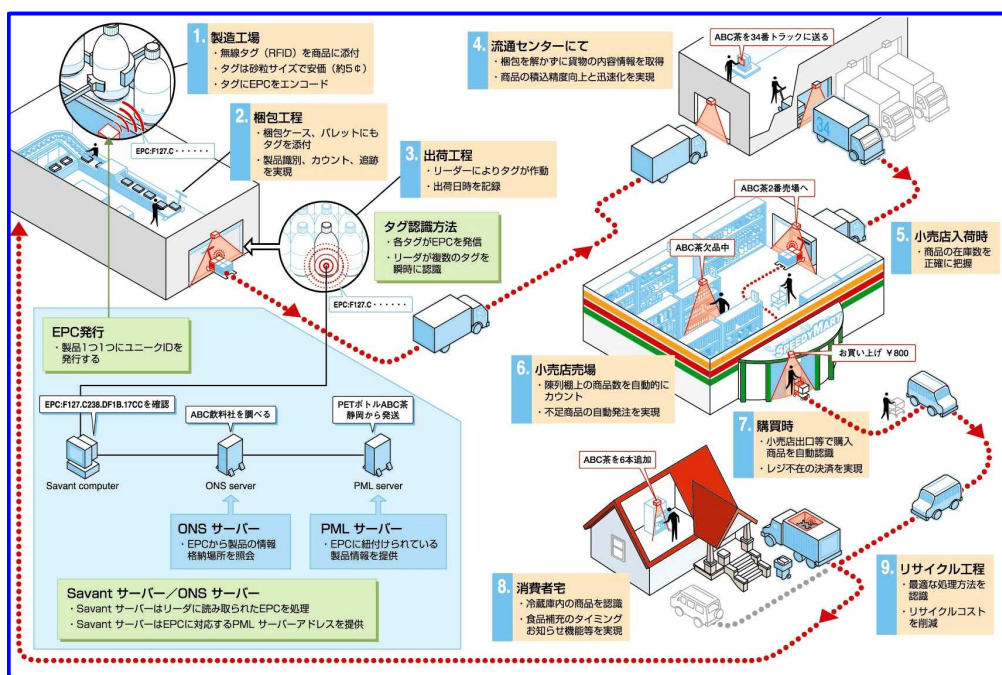 1. 製造工場
・無線タグ（RFID）を商品に添付
・タグは砂粒サイズで安価（約5￠）
・タグにEPCをエンコード
EPC:F127.C・・・・・・
2. 梱包工程
・梱包ケース、パレットにも
タグを添付
・製品識別、カウント、追跡
を実現
3. 出荷工程
・リーダーによりタグが作動
・出荷日時を記録
タグ認識方法
・各タグがEPCを発信
・リーダが複数のタグを
瞬時に認識
EPC:F127.C・・・・・・
4. 流通センターにて
・梱包を解かずに貨物の内容情報を取得
・商品の積込精度向上と迅速化を実現
ABC茶を34番トラックに送る
34
5. 小売店入荷時
・商品の在庫数を
正確に把握
ABC茶2番売場へ
ABC茶欠品中
SPEEDY MART
お買い上げ ￥800
6. 小売店売場
・陳列棚上の商品数を自動的に
カウント
・不足商品の自動発注を実現
7. 購買時
・小売店出口等で購入
商品を自動認識
・レジ不在の決済を実現
ABC茶を6本追加
8. 消費者宅
・冷蔵庫内の商品を認識
・食品補充のタイミング
お知らせ機能等を実現
9. リサイクル工程
・最適な処理方法を
認識
・リサイクルコスト
を削減
EPC発行
・製品1つ1つにユニークIDを
発行する
EPC:F127.C238.DF1B.17CCを確認
ABC飲料社を調べる
PETボトルABC茶
静岡から発送
Savant computer
ONS server
PML server
ONS サーバー
・EPCから製品の情報
格納場所を照会
PML サーバー
・EPCに紐付けられている
製品情報を提供
Savant サーバー／ONS サーバー
・Savant サーバーはリーダに読み取られたEPCを処理
・Savant サーバーはEPCに対応するPML サーバーアドレスを提供